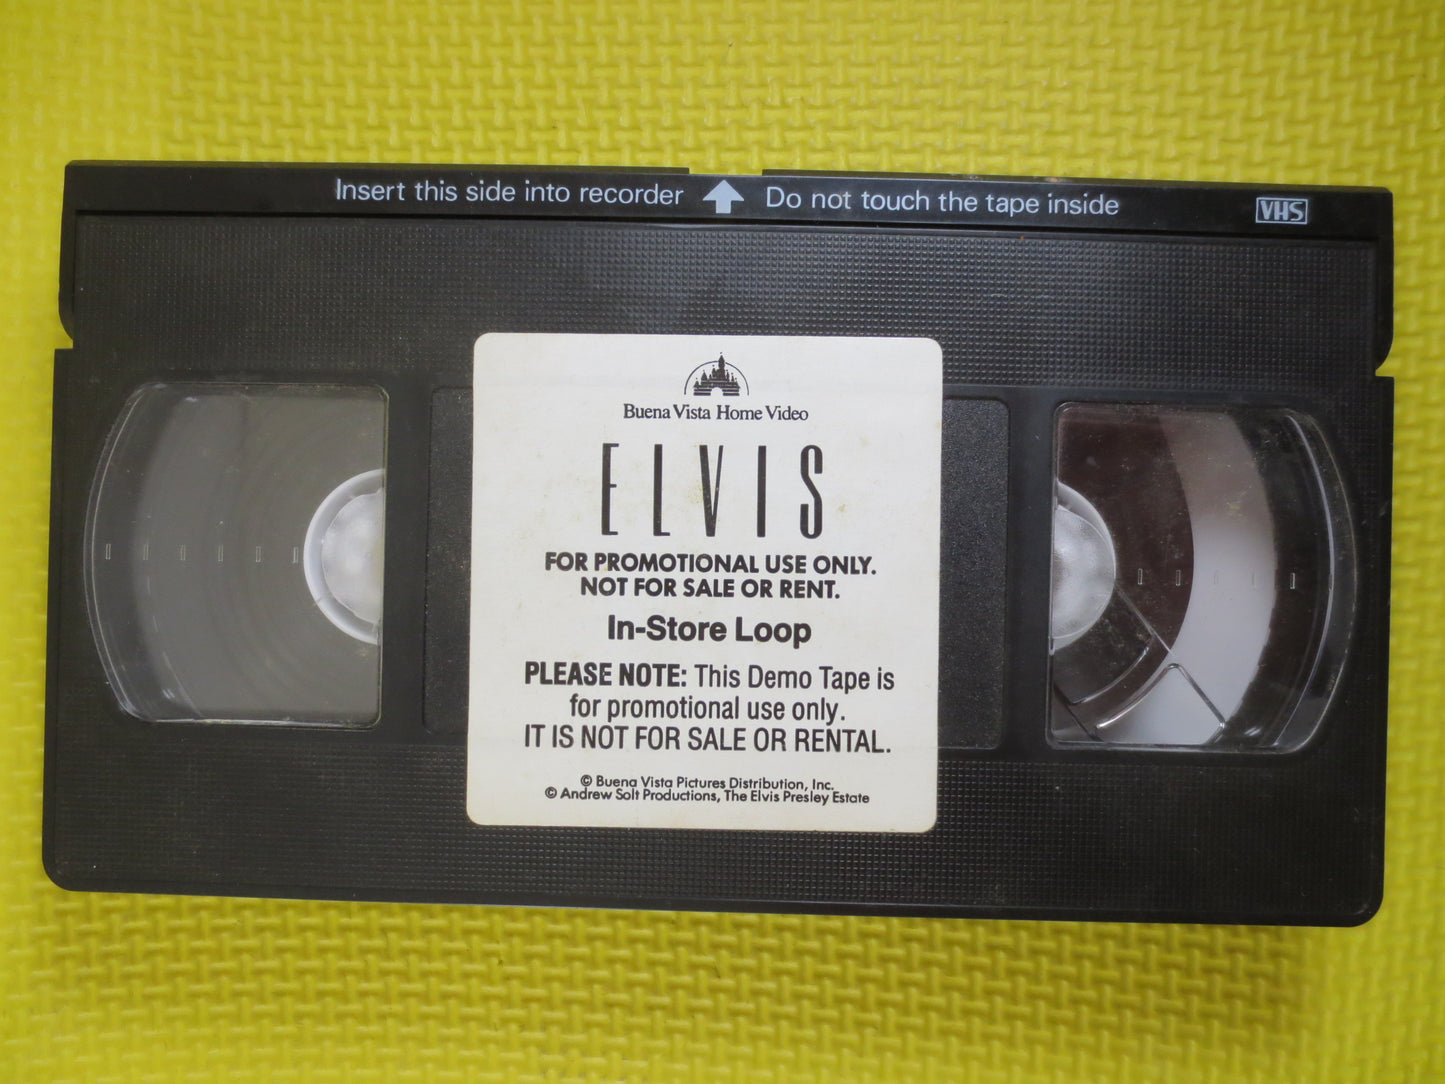 Insert this side into recorder Do not touch the tape inside VHS
Buena Vista Home Video
ELVIS
FOR PROMOTIONAL USE ONLY.
NOT FOR SALE OR RENT.
In-Store Loop
PLEASE NOTE: This Demo Tape is
for promotional use only.
IT IS NOT FOR SALE OR RENTAL.
© Buena Vista Pictures Distribution, Inc.
© Andrew Solt Productions, The Elvis Presley Estate